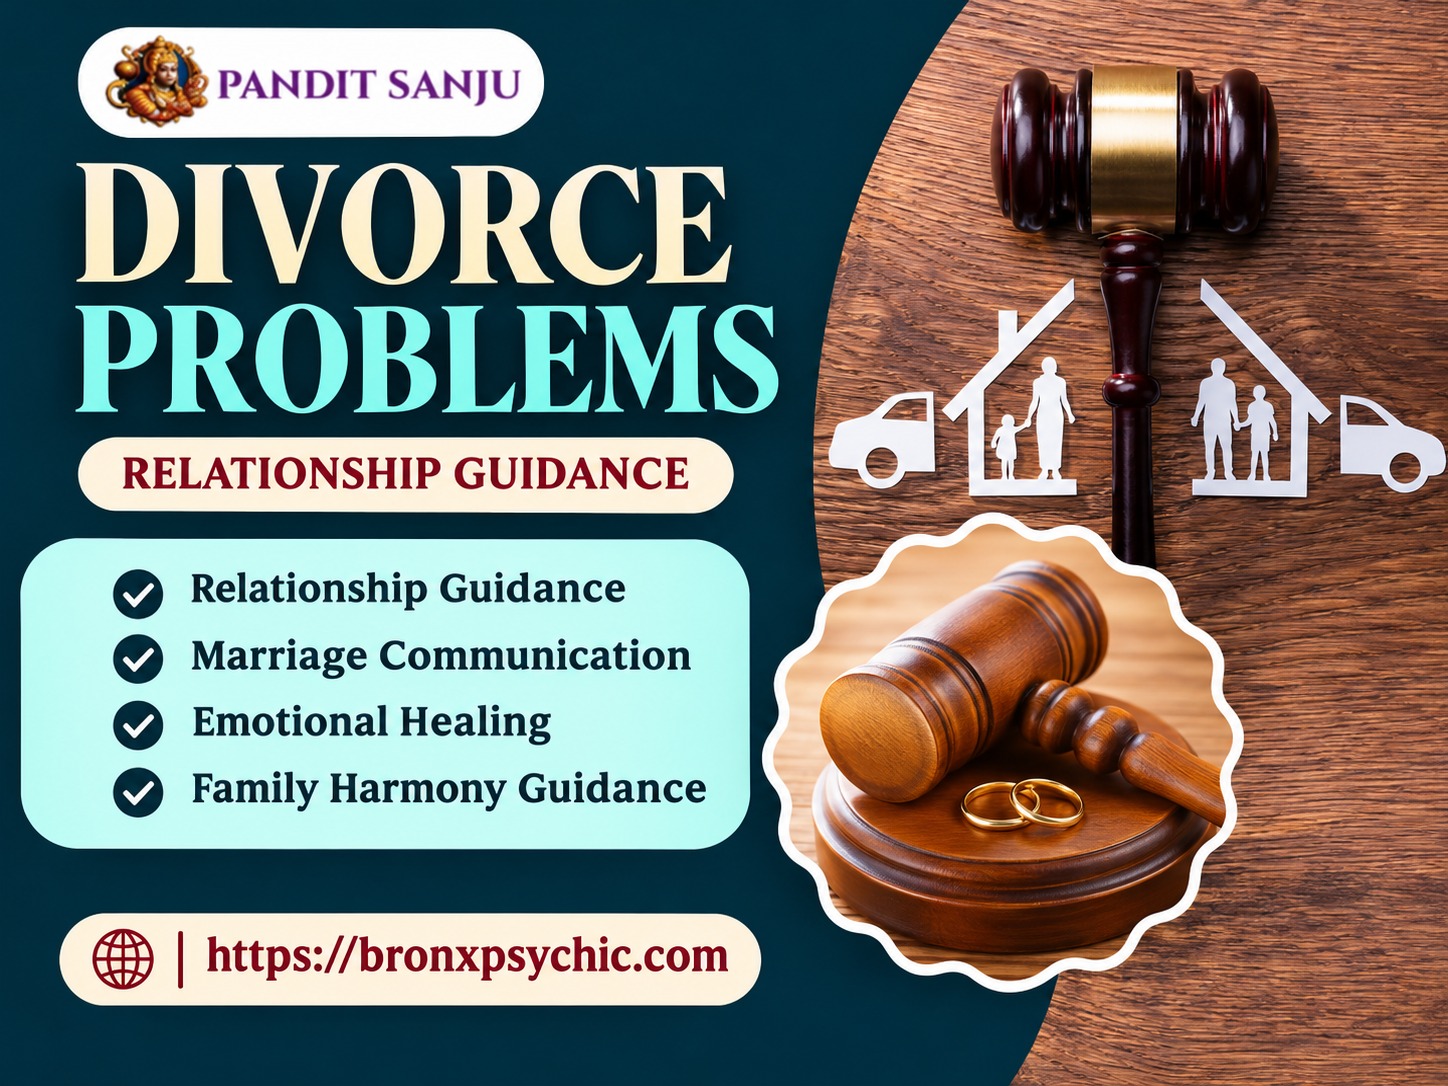 PANDIT SANJU
DIVORCE
PROBLEMS
RELATIONSHIP GUIDANCE
Relationship Guidance
Marriage Communication
Emotional Healing
Family Harmony Guidance
https://bronxpsychic.com